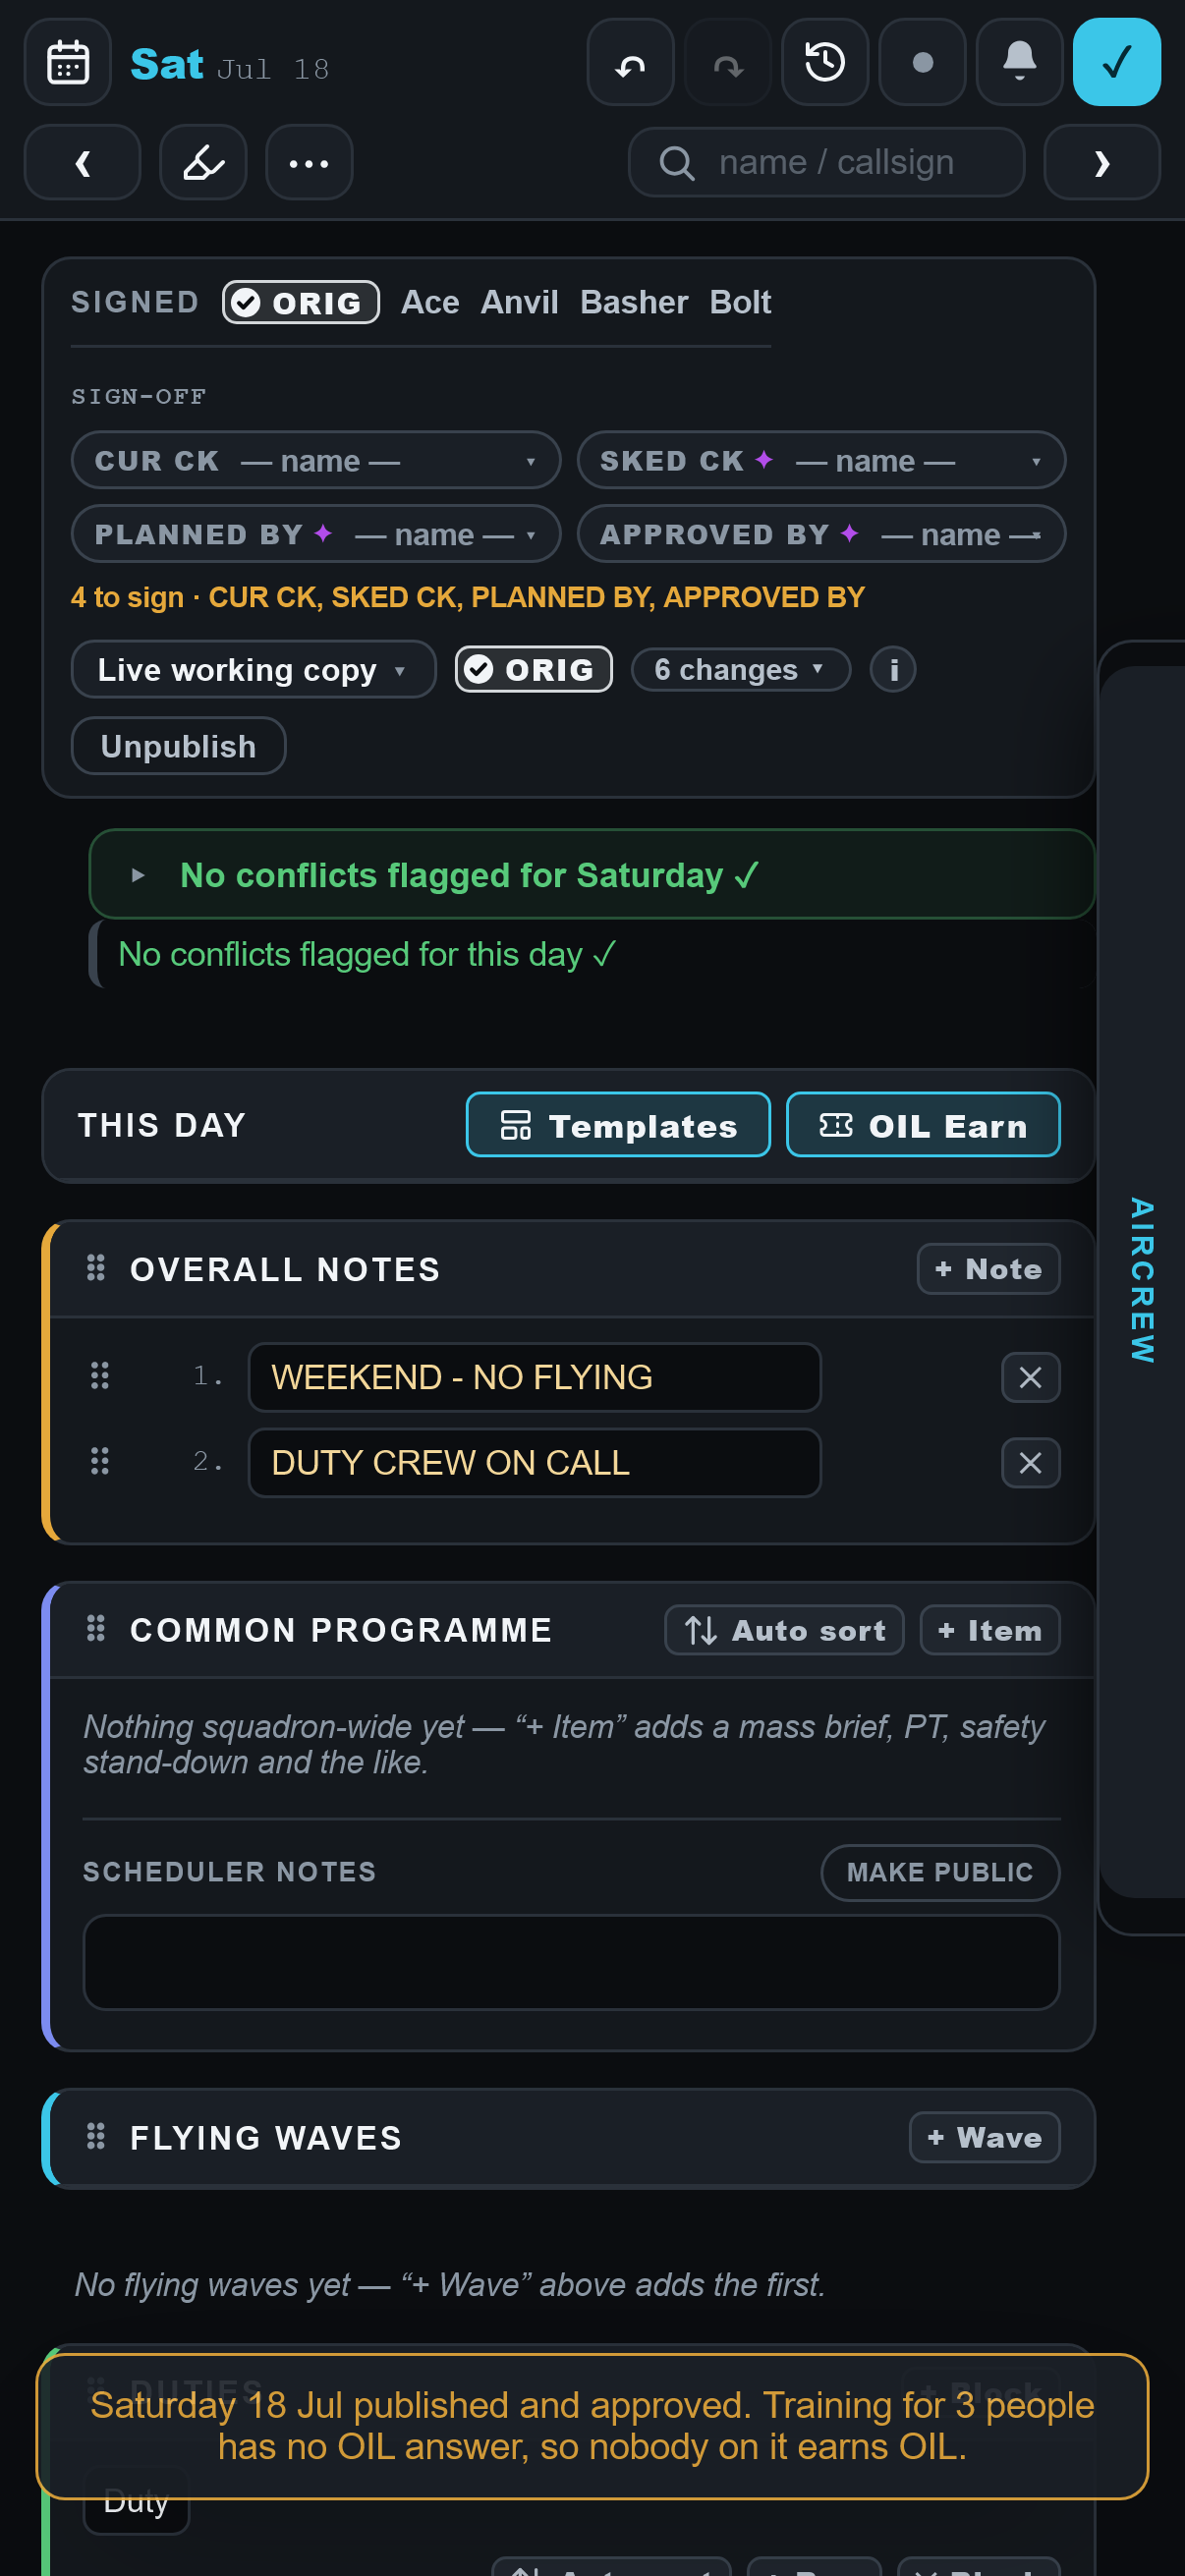 Sat Jul 18
name / callsign
SIGNED ORIG Ace Anvil Basher Bolt
SIGN-OFF
CUR CK — name —
SKED CK ✦ — name —
PLANNED BY ✦ — name —
APPROVED BY ✦ — name —
4 to sign · CUR CK, SKED CK, PLANNED BY, APPROVED BY
Live working copy ORIG 6 changes i
Unpublish
No conflicts flagged for Saturday ✓
No conflicts flagged for this day ✓
AIRCREW
THIS DAY Templates OIL Earn
OVERALL NOTES + Note
1. WEEKEND - NO FLYING
2. DUTY CREW ON CALL
COMMON PROGRAMME Auto sort + Item
Nothing squadron-wide yet — “+ Item” adds a mass brief, PT, safety
stand-down and the like.
SCHEDULER NOTES MAKE PUBLIC
FLYING WAVES + Wave
No flying waves yet — “+ Wave” above adds the first.
DUTIES + Block
Saturday 18 Jul published and approved. Training for 3 people
has no OIL answer, so nobody on it earns OIL.
Duty